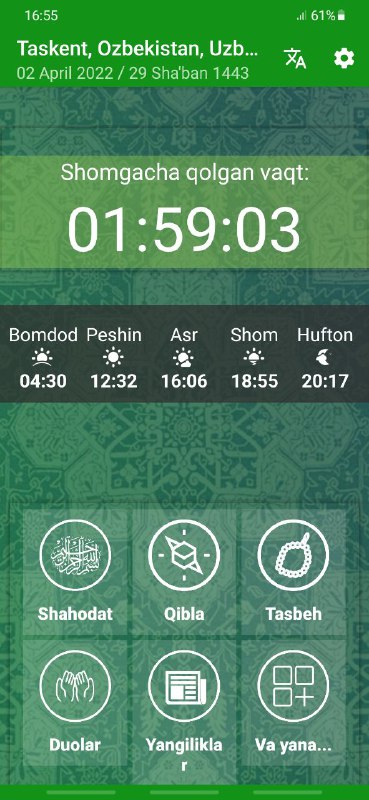 16:55 61%
Taskent, Ozbekistan, Uzb...
02 April 2022 / 29 Sha'ban 1443
Shomgacha qolgan vaqt:
01:59:03
Bomdod Peshin Asr Shom Hufton
04:30 12:32 16:06 18:55 20:17
Shahodat Qibla Tasbeh
Duolar Yangilikla
r Va yana...